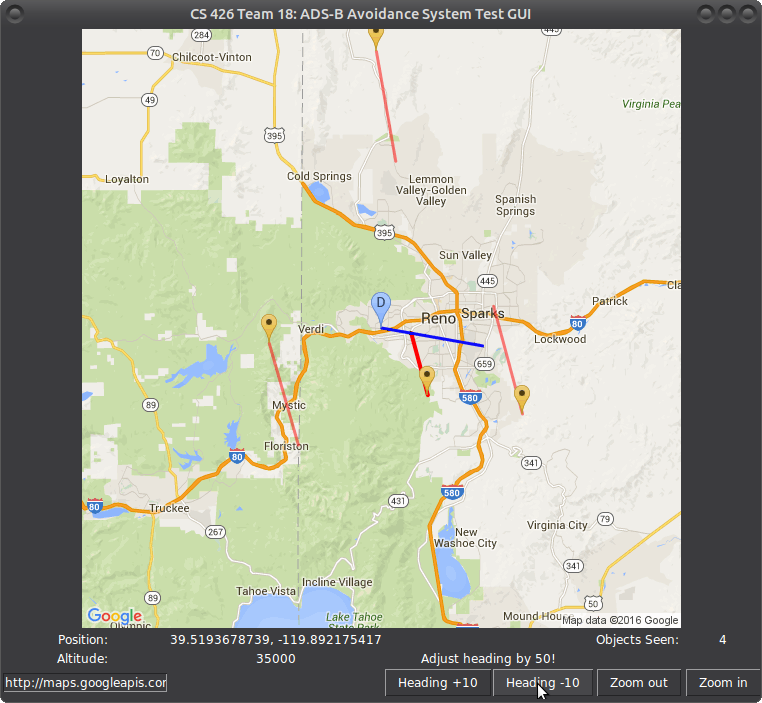 CS 426 Team 18: ADS-B Avoidance System Test GUI
284
445
70
Chilcoot-Vinton
49
Virginia Pea
395
Loyalton
Cold Springs
Lemmon
Valley-Golden
Valley
Spanish
Springs
395
Sun Valley
445
Patrick
Cla
D
Reno
Sparks
80
Verdi
Lockwood
659
89
Mystic
580
Floriston
80
341
580
431
80
Truckee
267
Virginia City
79
New
Washoe City
341
Incline Village
Tahoe Vista
89
50
Google
Olympic
Lake Tahoe
State Park
Mound Hou
Map data ©2016 Google
Position: 39.5193678739, -119.892175417 Objects Seen: 4
Altitude: 35000 Adjust heading by 50!
http://maps.googleapis.cor
Heading +10
Heading -10
Zoom out
Zoom in